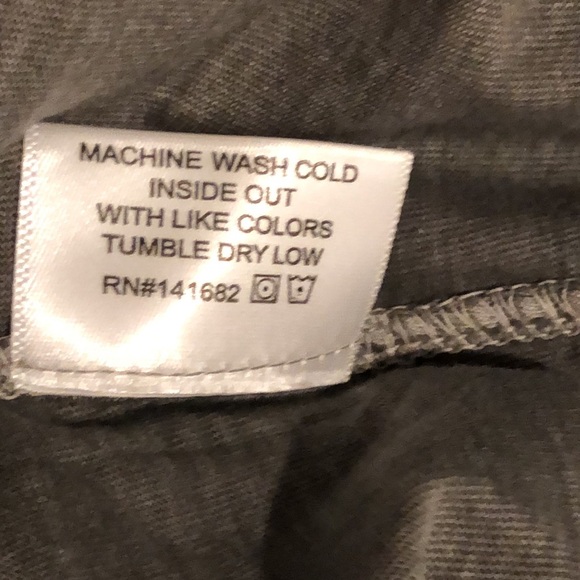 MACHINE WASH COLD
INSIDE OUT
WITH LIKE COLORS
TUMBLE DRY LOW
RN#141682